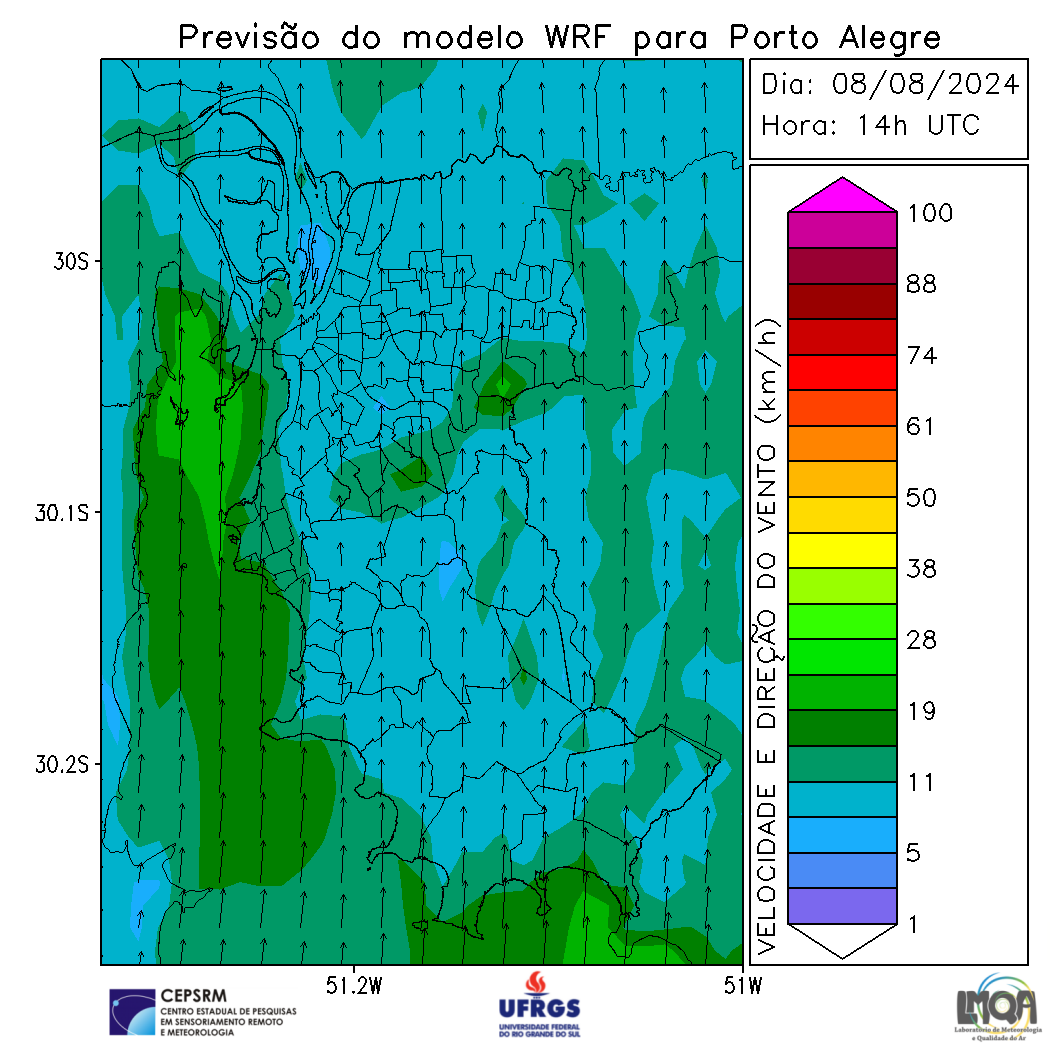 Previsão do modelo WRF para Porto Alegre
Dia: 08/08/2024
Hora: 14h UTC
30S
30.1S
30.2S
51.2W
51W
VELOCIDADE E DIREÇÃO DO VENTO (km/h)
100
88
74
61
50
38
28
19
11
5
1
CEPSRM
CENTRO ESTADUAL DE PESQUISAS
EM SENSORIAMENTO REMOTO
E METEOROLOGIA
UFRGS
UNIVERSIDADE FEDERAL
DO RIO GRANDE DO SUL
LMQA
Laboratório de Meteorologia
e Qualidade do Ar